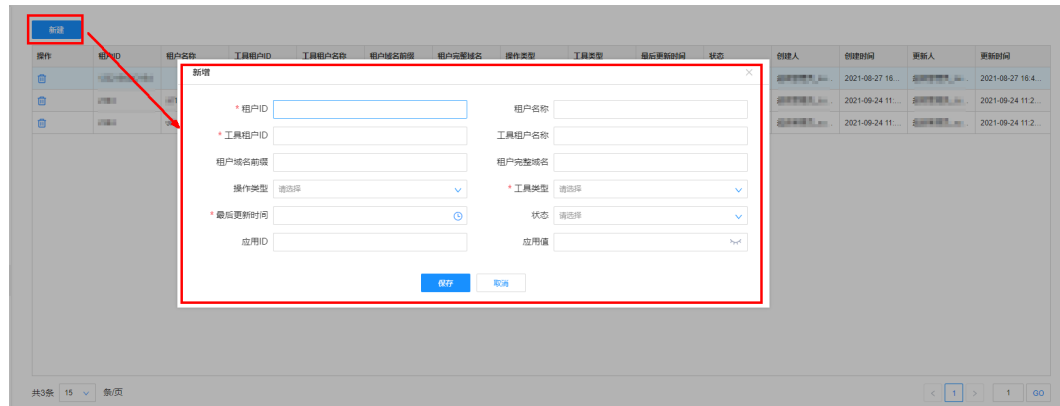 新建
操作 租户ID 租户名称 工具租户ID 工具租户名称 租户域名前缀 租户完整域名 操作类型 工具类型 最后更新时间 状态 创建人 创建时间 更新人 更新时间
2021-08-27 16... 2021-08-27 16:4...
2021-09-24 11:... 2021-09-24 11:2...
2021-09-24 11:... 2021-09-24 11:2...
新增
* 租户ID 租户名称
* 工具租户ID 工具租户名称
租户域名前缀 租户完整域名
操作类型 请选择 * 工具类型 请选择
* 最后更新时间 状态 请选择
应用ID 应用值
保存 取消
共3条 15 条/页 < 1 > 1 GO